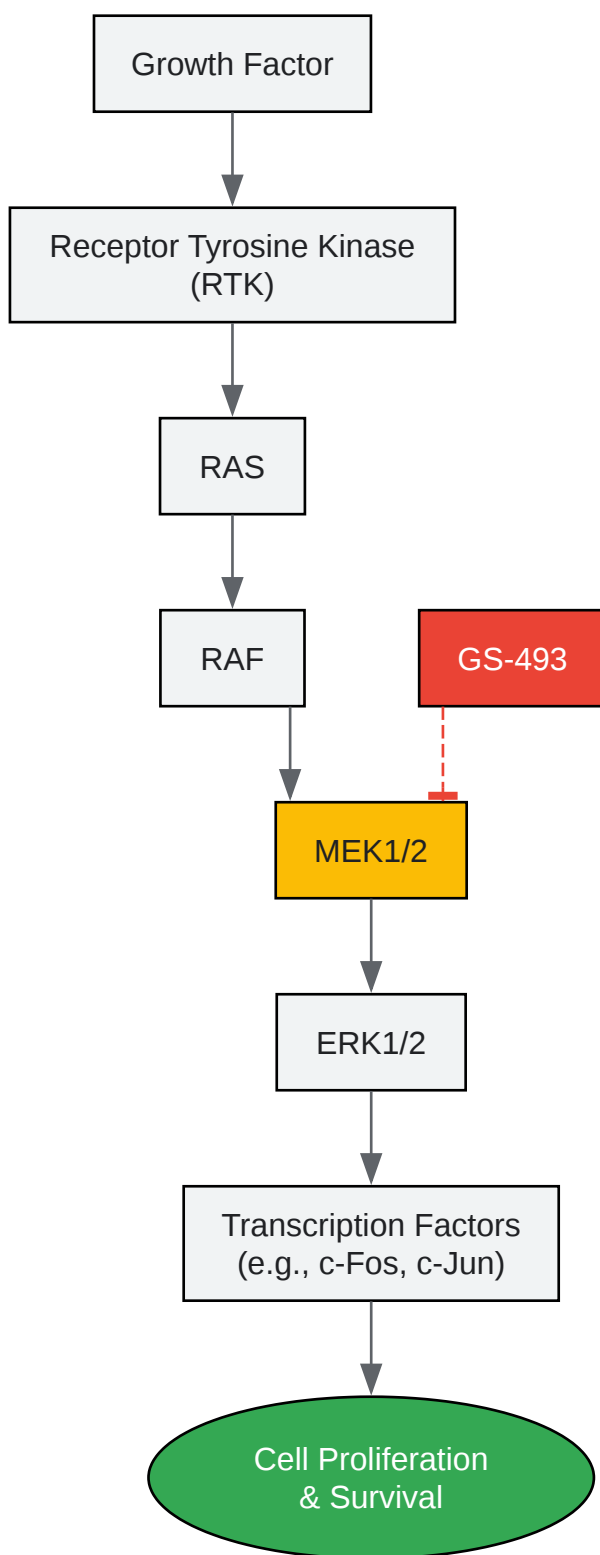 Growth Factor
Receptor Tyrosine Kinase
(RTK)
RAS
RAF
GS-493
MEK1/2
ERK1/2
Transcription Factors
(e.g., c-Fos, c-Jun)
Cell Proliferation
& Survival